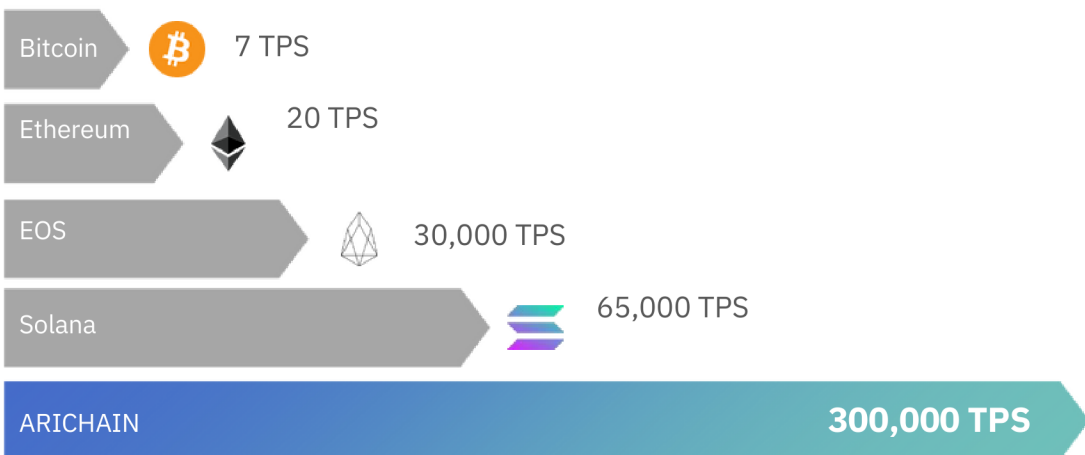 Bitcoin 7 TPS
Ethereum 20 TPS
EOS 30,000 TPS
Solana 65,000 TPS
ARICHAIN 300,000 TPS